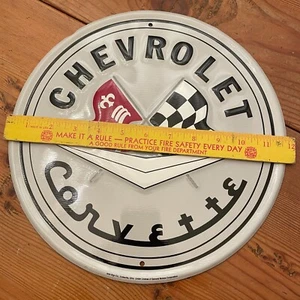 CHEVROLET
MAKE IT A RULE — PRACTICE FIRE SAFETY EVERY DAY
A GOOD RULE FROM YOUR FIRE DEPARTMENT
Corvette